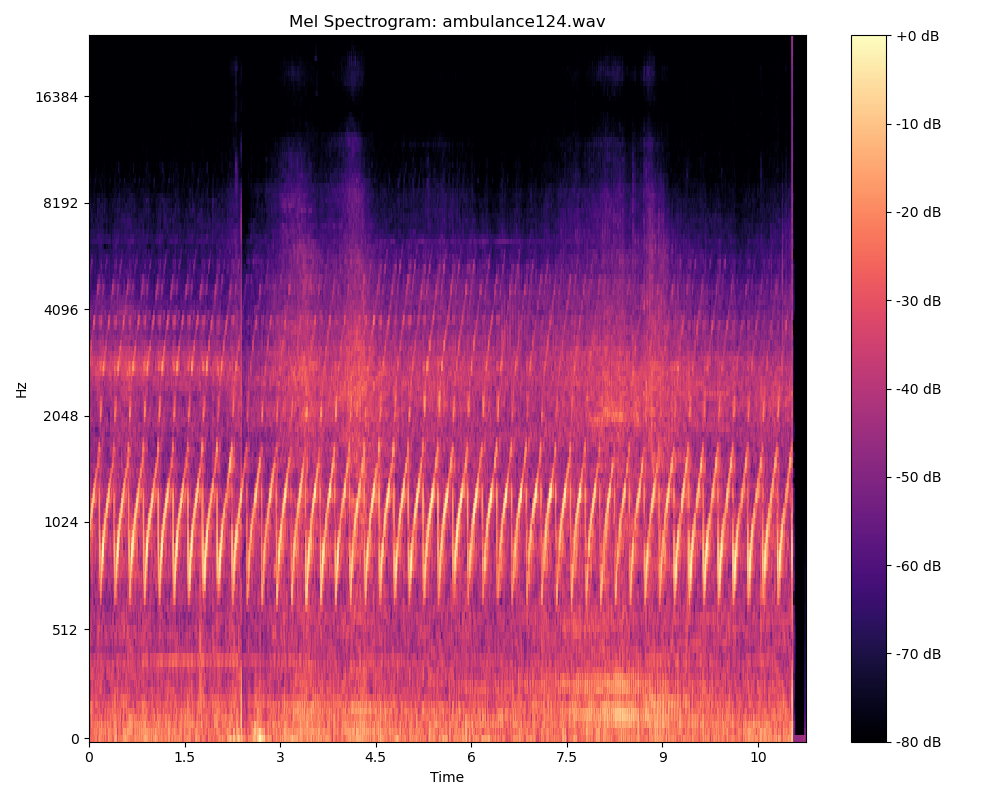 Mel Spectrogram: ambulance124.wav
+0 dB
16384
-10 dB
-20 dB
8192
-30 dB
4096
Hz
-40 dB
2048
-50 dB
1024
-60 dB
512
-70 dB
0
-80 dB
0 1.5 3 4.5 6 7.5 9 10
Time